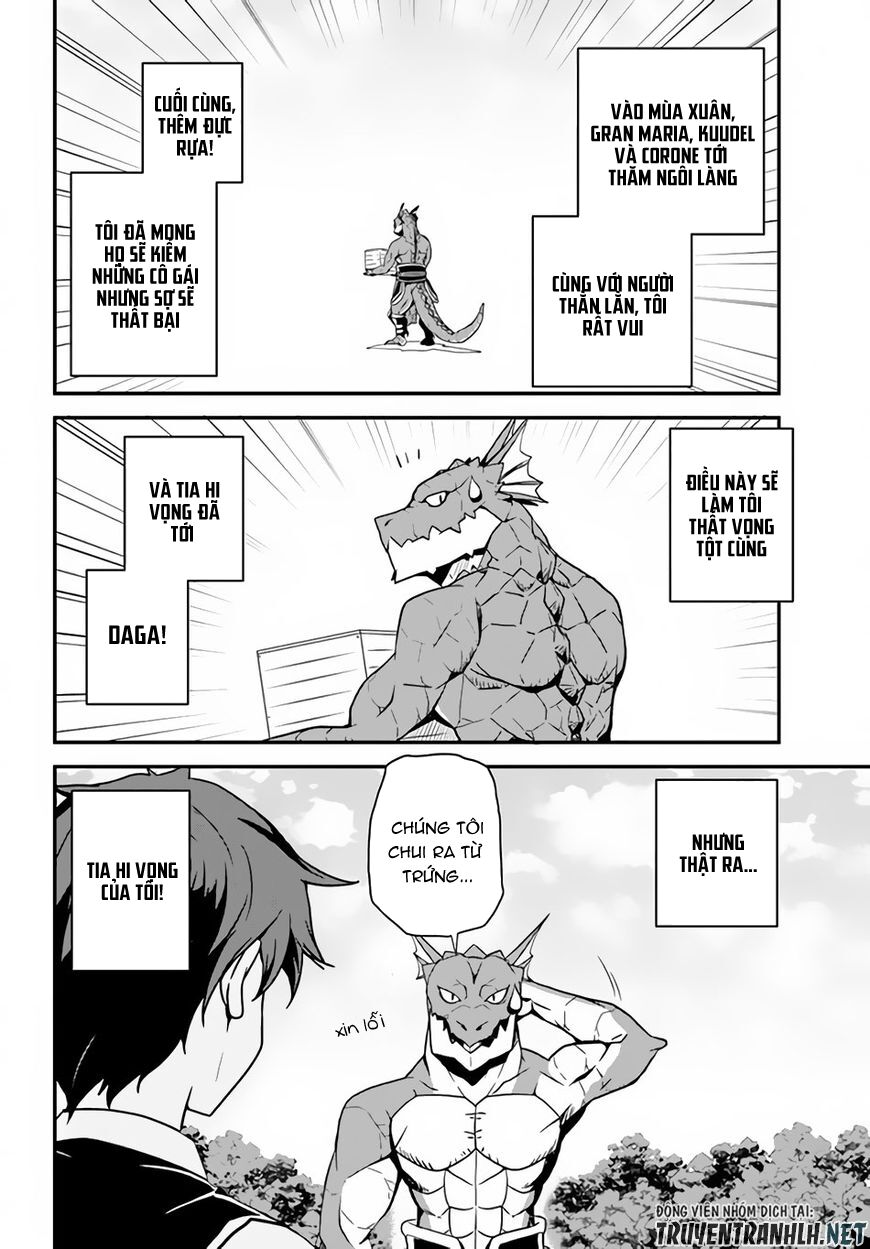 VÀO MÙA XUÂN,
GRAN MARIA, KUUDEL
VÀ CORONE TỚI
THĂM NGÔI LÀNG
CÙNG VỚI NGƯỜI
THẰN LẰN, TÔI
RẤT VUI
CUỐI CÙNG,
THÊM ĐỰC
RỰA!
TÔI ĐÃ MONG
HỌ SẼ KIẾM
NHỮNG CÔ GÁI
NHƯNG SỢ SẼ
THẤT BẠI
ĐIỀU NÀY SẼ
LÀM TÔI
THẤT VỌNG
TỘT CÙNG
VÀ TIA HI
VỌNG ĐÃ
TỚI
DAGA!
NHƯNG
THẬT RA...
CHÚNG TÔI
CHUI RA TỪ
TRỨNG...
xin lỗi
TIA HI VỌNG
CỦA TÔI!
ĐỘNG VIÊN NHÓM DỊCH TẠI:
TRUYENTRANHLH.NET